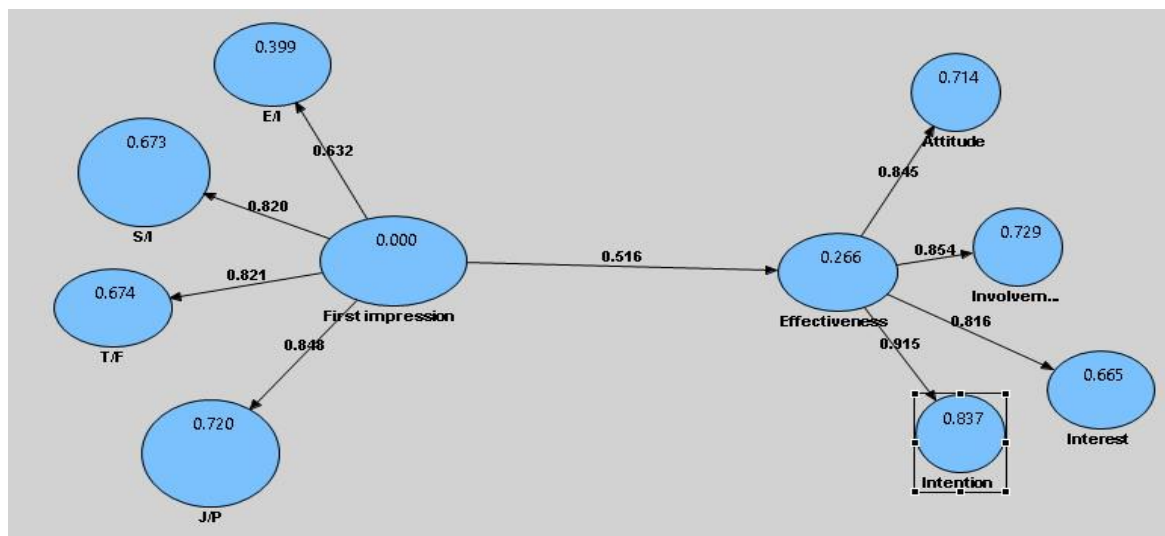 0.399
E/I
0.632
0.673
S/I
0.820
0.000
First impression
0.674
T/F
0.821
0.848
0.720
J/P
0.516
0.266
Effectiveness
0.714
Attitude
0.845
0.729
Involvem...
0.854
0.816
0.665
Interest
0.915
0.837
Intention